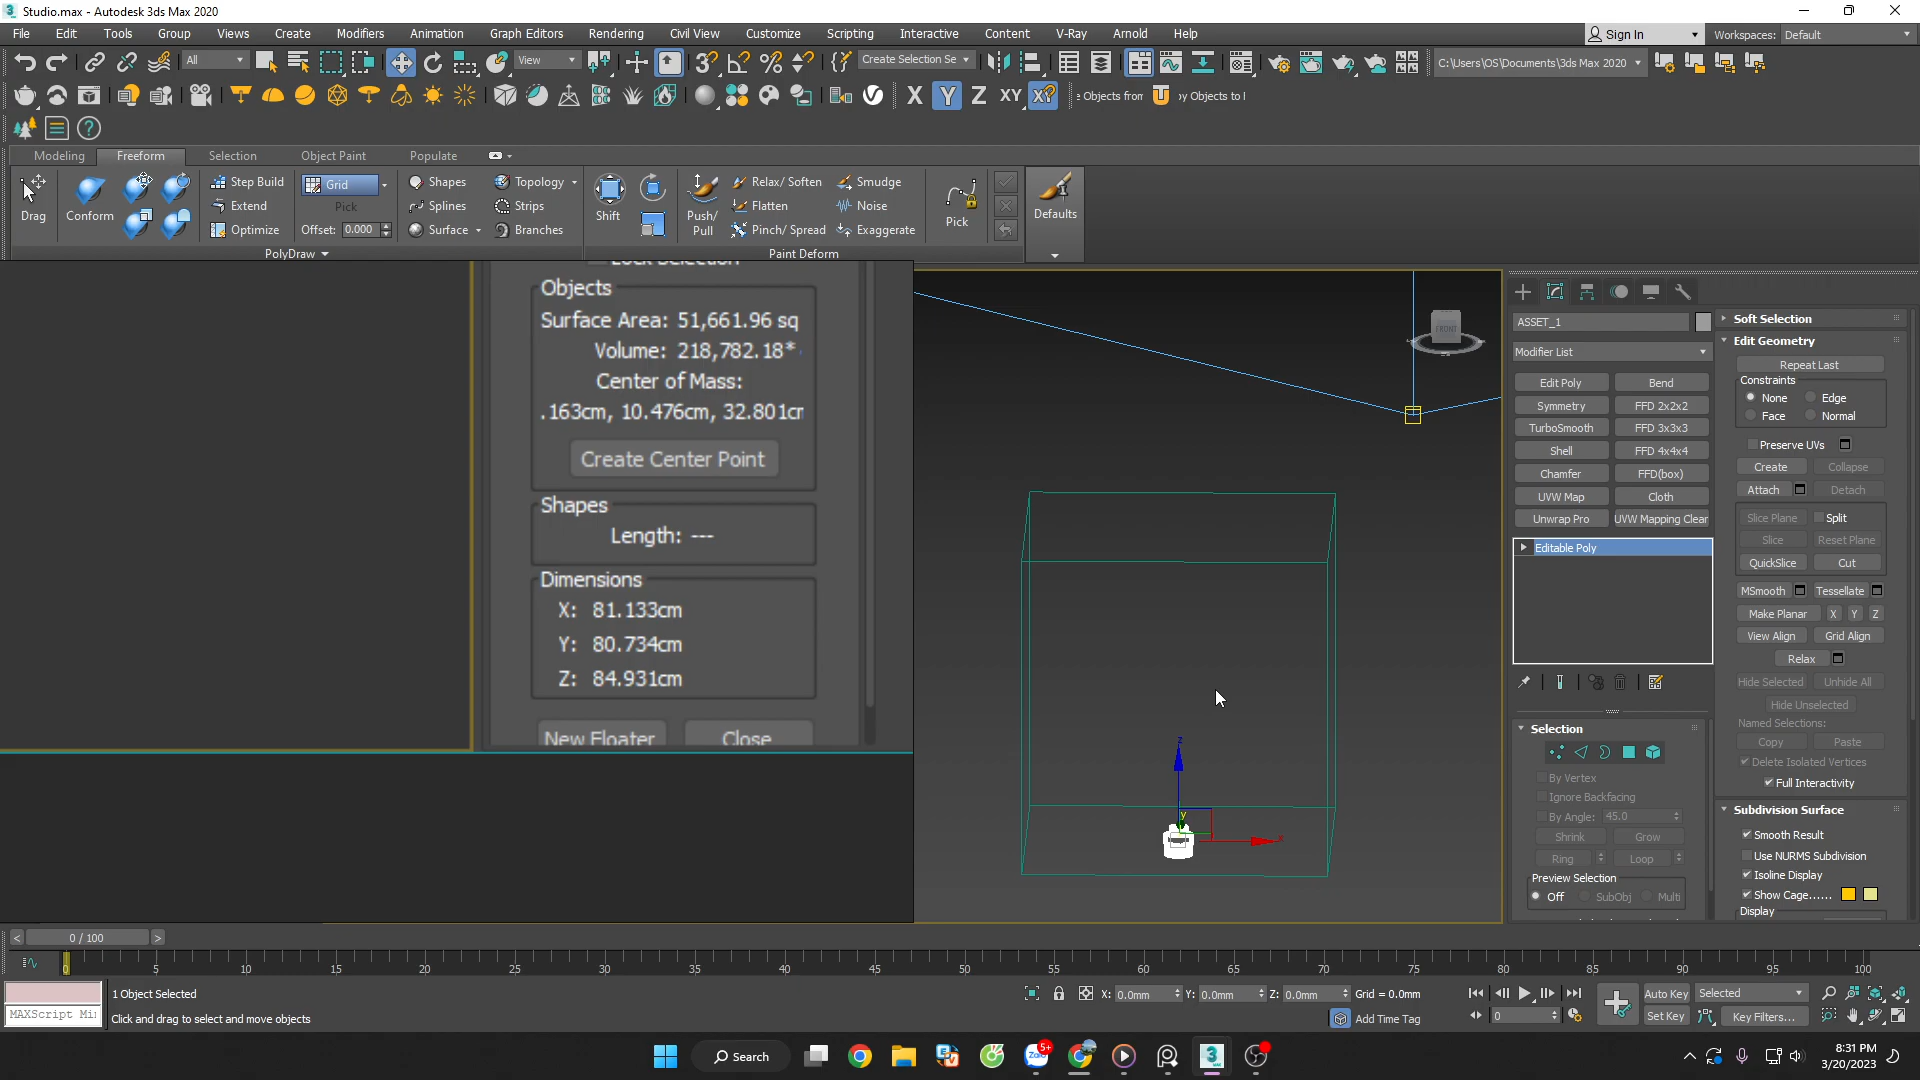 Studio.max - Autodesk 3ds Max 2020
File Edit Tools Group Views Create Modifiers Animation Graph Editors Rendering Civil View Customize Scripting Interactive Content V-Ray Arnold Help
Sign In Workspaces: Default
All View Create Selection Se C:\Users\OS\Documents\3ds Max 2020
X Y Z XY XY e Objects from y Objects to I
Modeling Freeform Selection Object Paint Populate
Drag Conform Step Build Extend Optimize
Grid Pick Offset: 0.000
Shapes Splines Surface Topology Strips Branches
Shift Push/ Pull Relax/ Soften Flatten Pinch/ Spread Smudge Noise Exaggerate
Pick Defaults
PolyDraw Paint Deform
Lock Selection
Objects
Surface Area: 51,661.96 sq
Volume: 218,782.18*
Center of Mass:
.163cm, 10.476cm, 32.801cm
Create Center Point
Shapes
Length: ---
Dimensions
X: 81.133cm
Y: 80.734cm
Z: 84.931cm
New Floater Close
FRONT
z
y
x
ASSET_1
Modifier List
Edit Poly Bend
Symmetry FFD 2x2x2
TurboSmooth FFD 3x3x3
Shell FFD 4x4x4
Chamfer FFD(box)
UVW Map Cloth
Unwrap Pro UVW Mapping Clear
Editable Poly
Selection
By Vertex
Ignore Backfacing
By Angle: 45.0
Shrink Grow
Ring Loop
Preview Selection
Off SubObj Multi
Soft Selection
Edit Geometry
Repeat Last
Constraints
None Edge
Face Normal
Preserve UVs
Create Collapse
Attach Detach
Slice Plane Split
Slice Reset Plane
QuickSlice Cut
MSmooth Tessellate
Make Planar X Y Z
View Align Grid Align
Relax
Hide Selected Unhide All
Hide Unselected
Named Selections:
Copy Paste
Delete Isolated Vertices
Full Interactivity
Subdivision Surface
Smooth Result
Use NURMS Subdivision
Isoline Display
Show Cage......
Display
< 0 / 100 >
0 5 10 15 20 25 30 35 40 45 50 55 60 65 70 75 80 85 90 95 100
MAXScript Mi
1 Object Selected
Click and drag to select and move objects
X: 0.0mm Y: 0.0mm Z: 0.0mm Grid = 0.0mm
Add Time Tag
0
Auto Key Selected
Set Key Key Filters...
Search
Zalo 5+
3
8:31 PM
3/20/2023